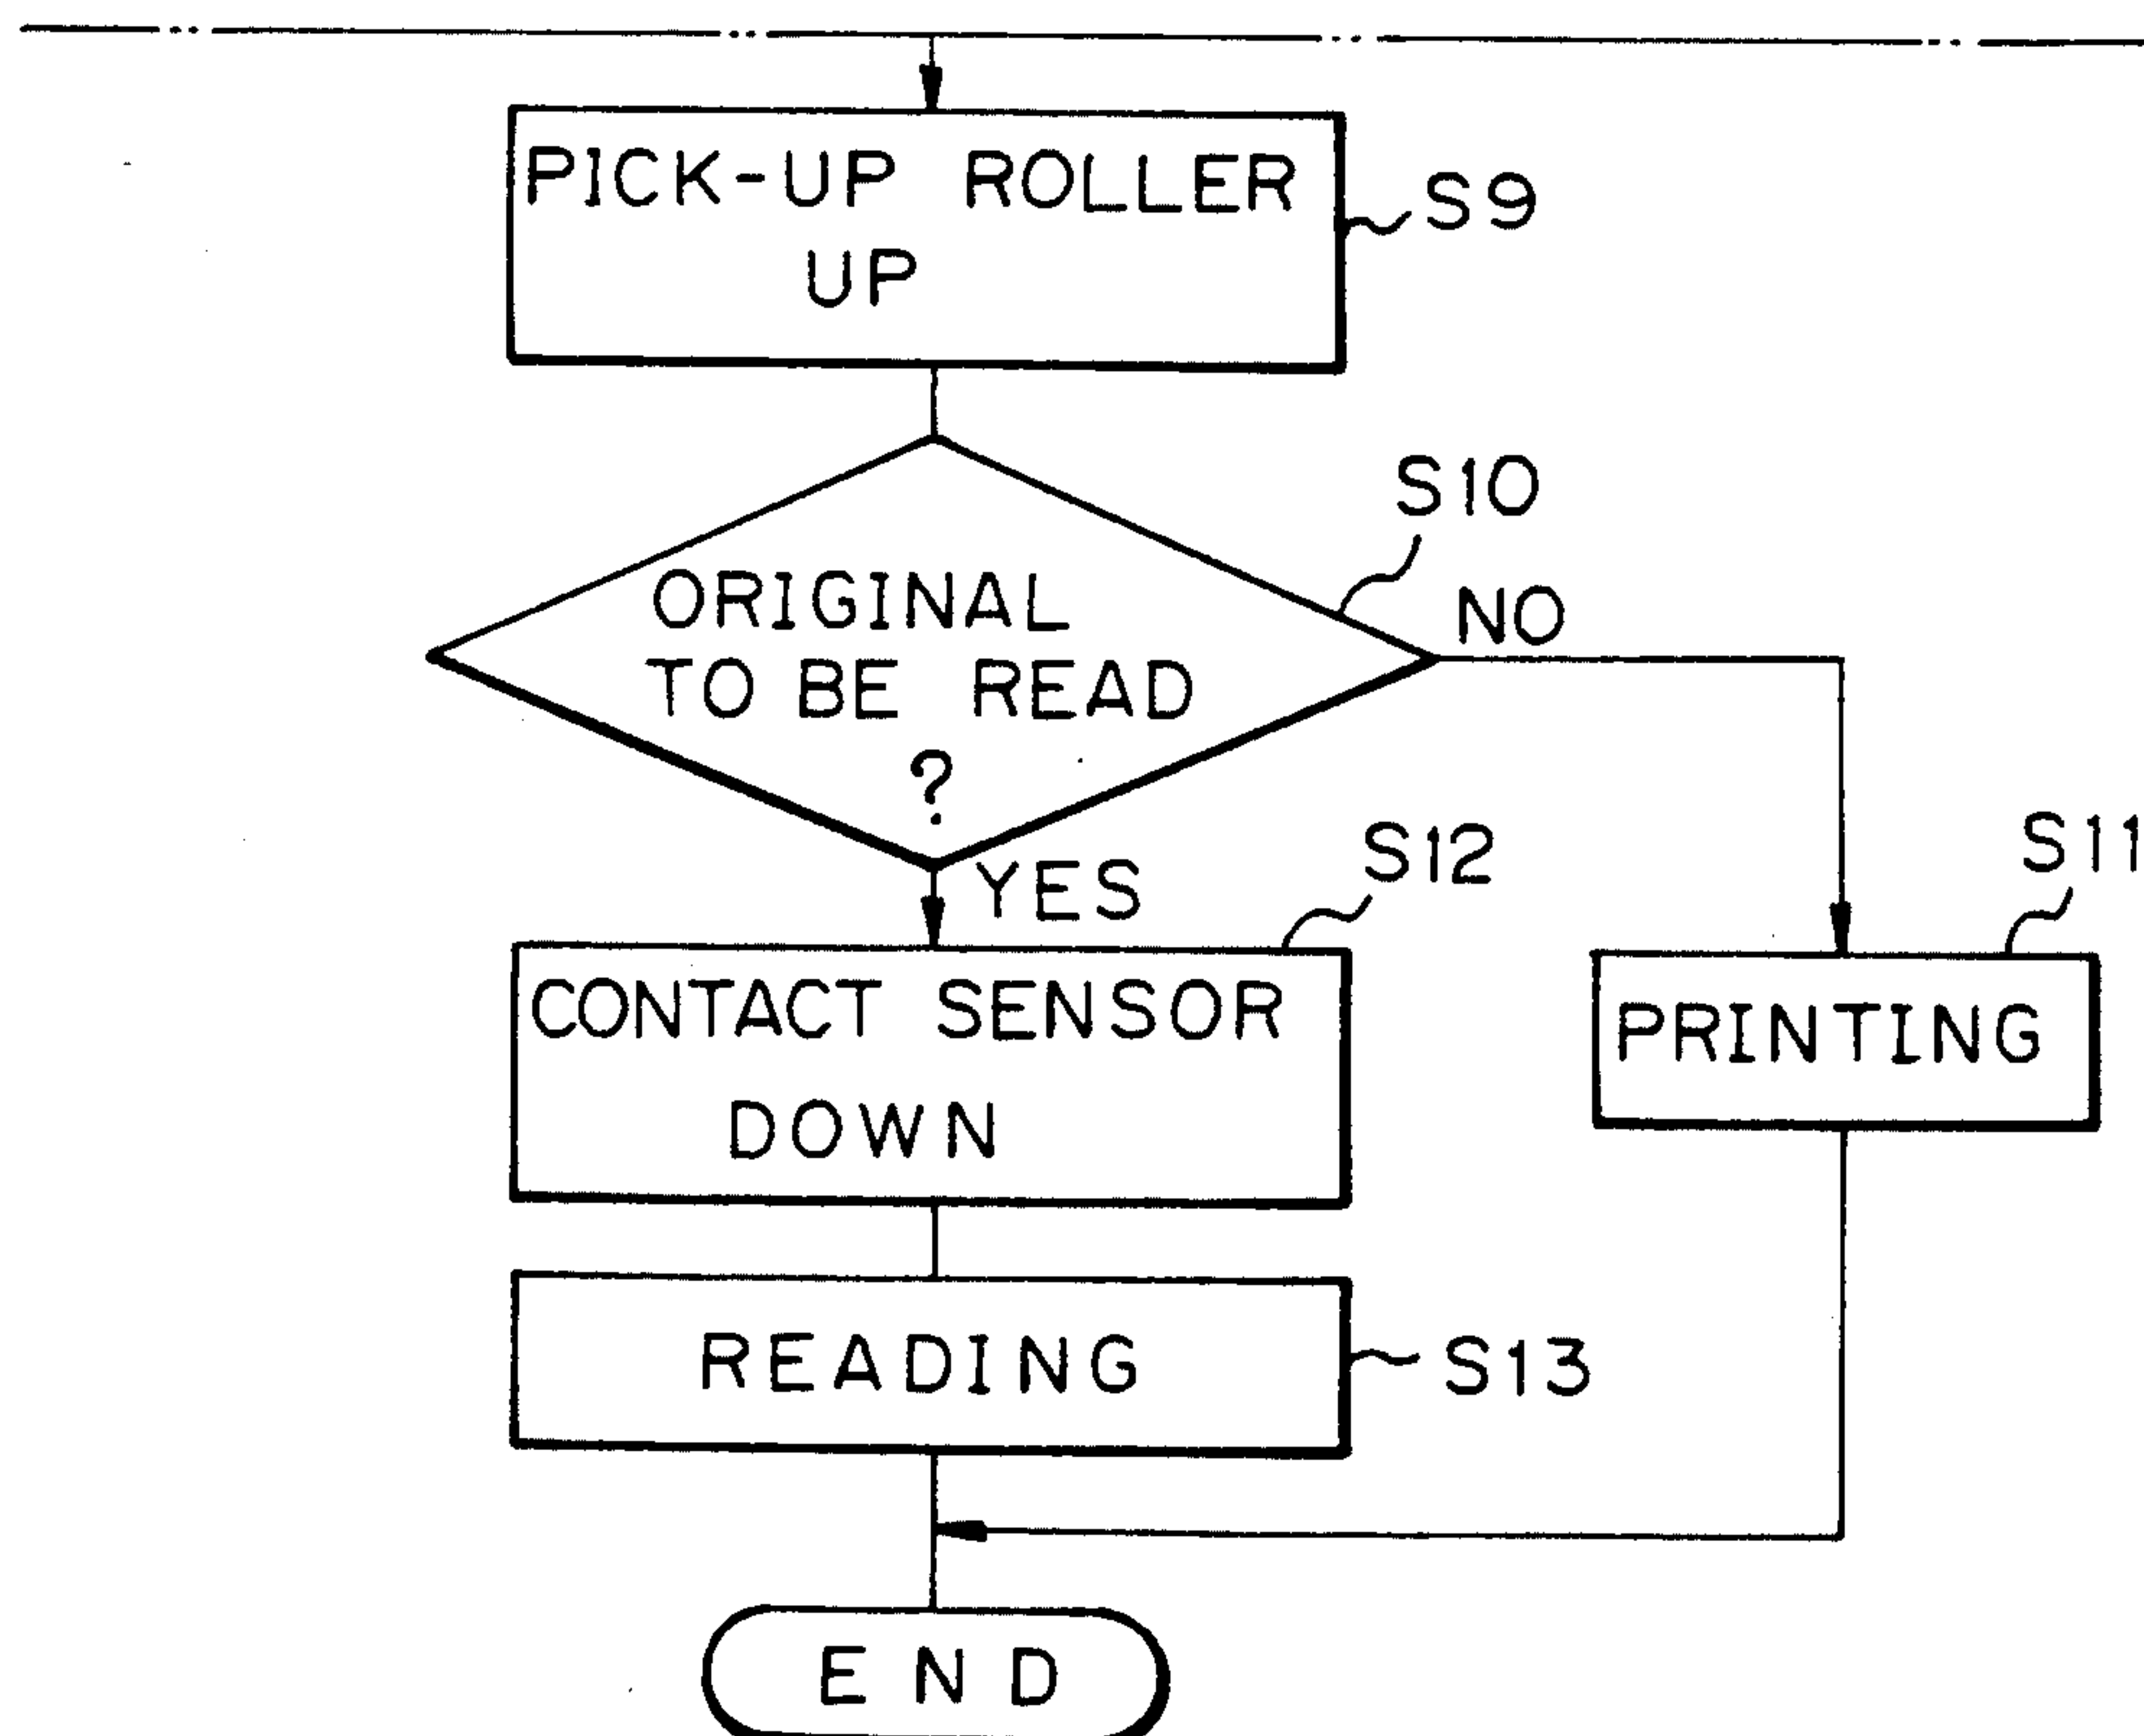 PICK-UP ROLLER
UP
S9
S10
ORIGINAL
TO BE READ
?
NO
YES
S12
S11
CONTACT SENSOR
DOWN
PRINTING
READING
S13
END